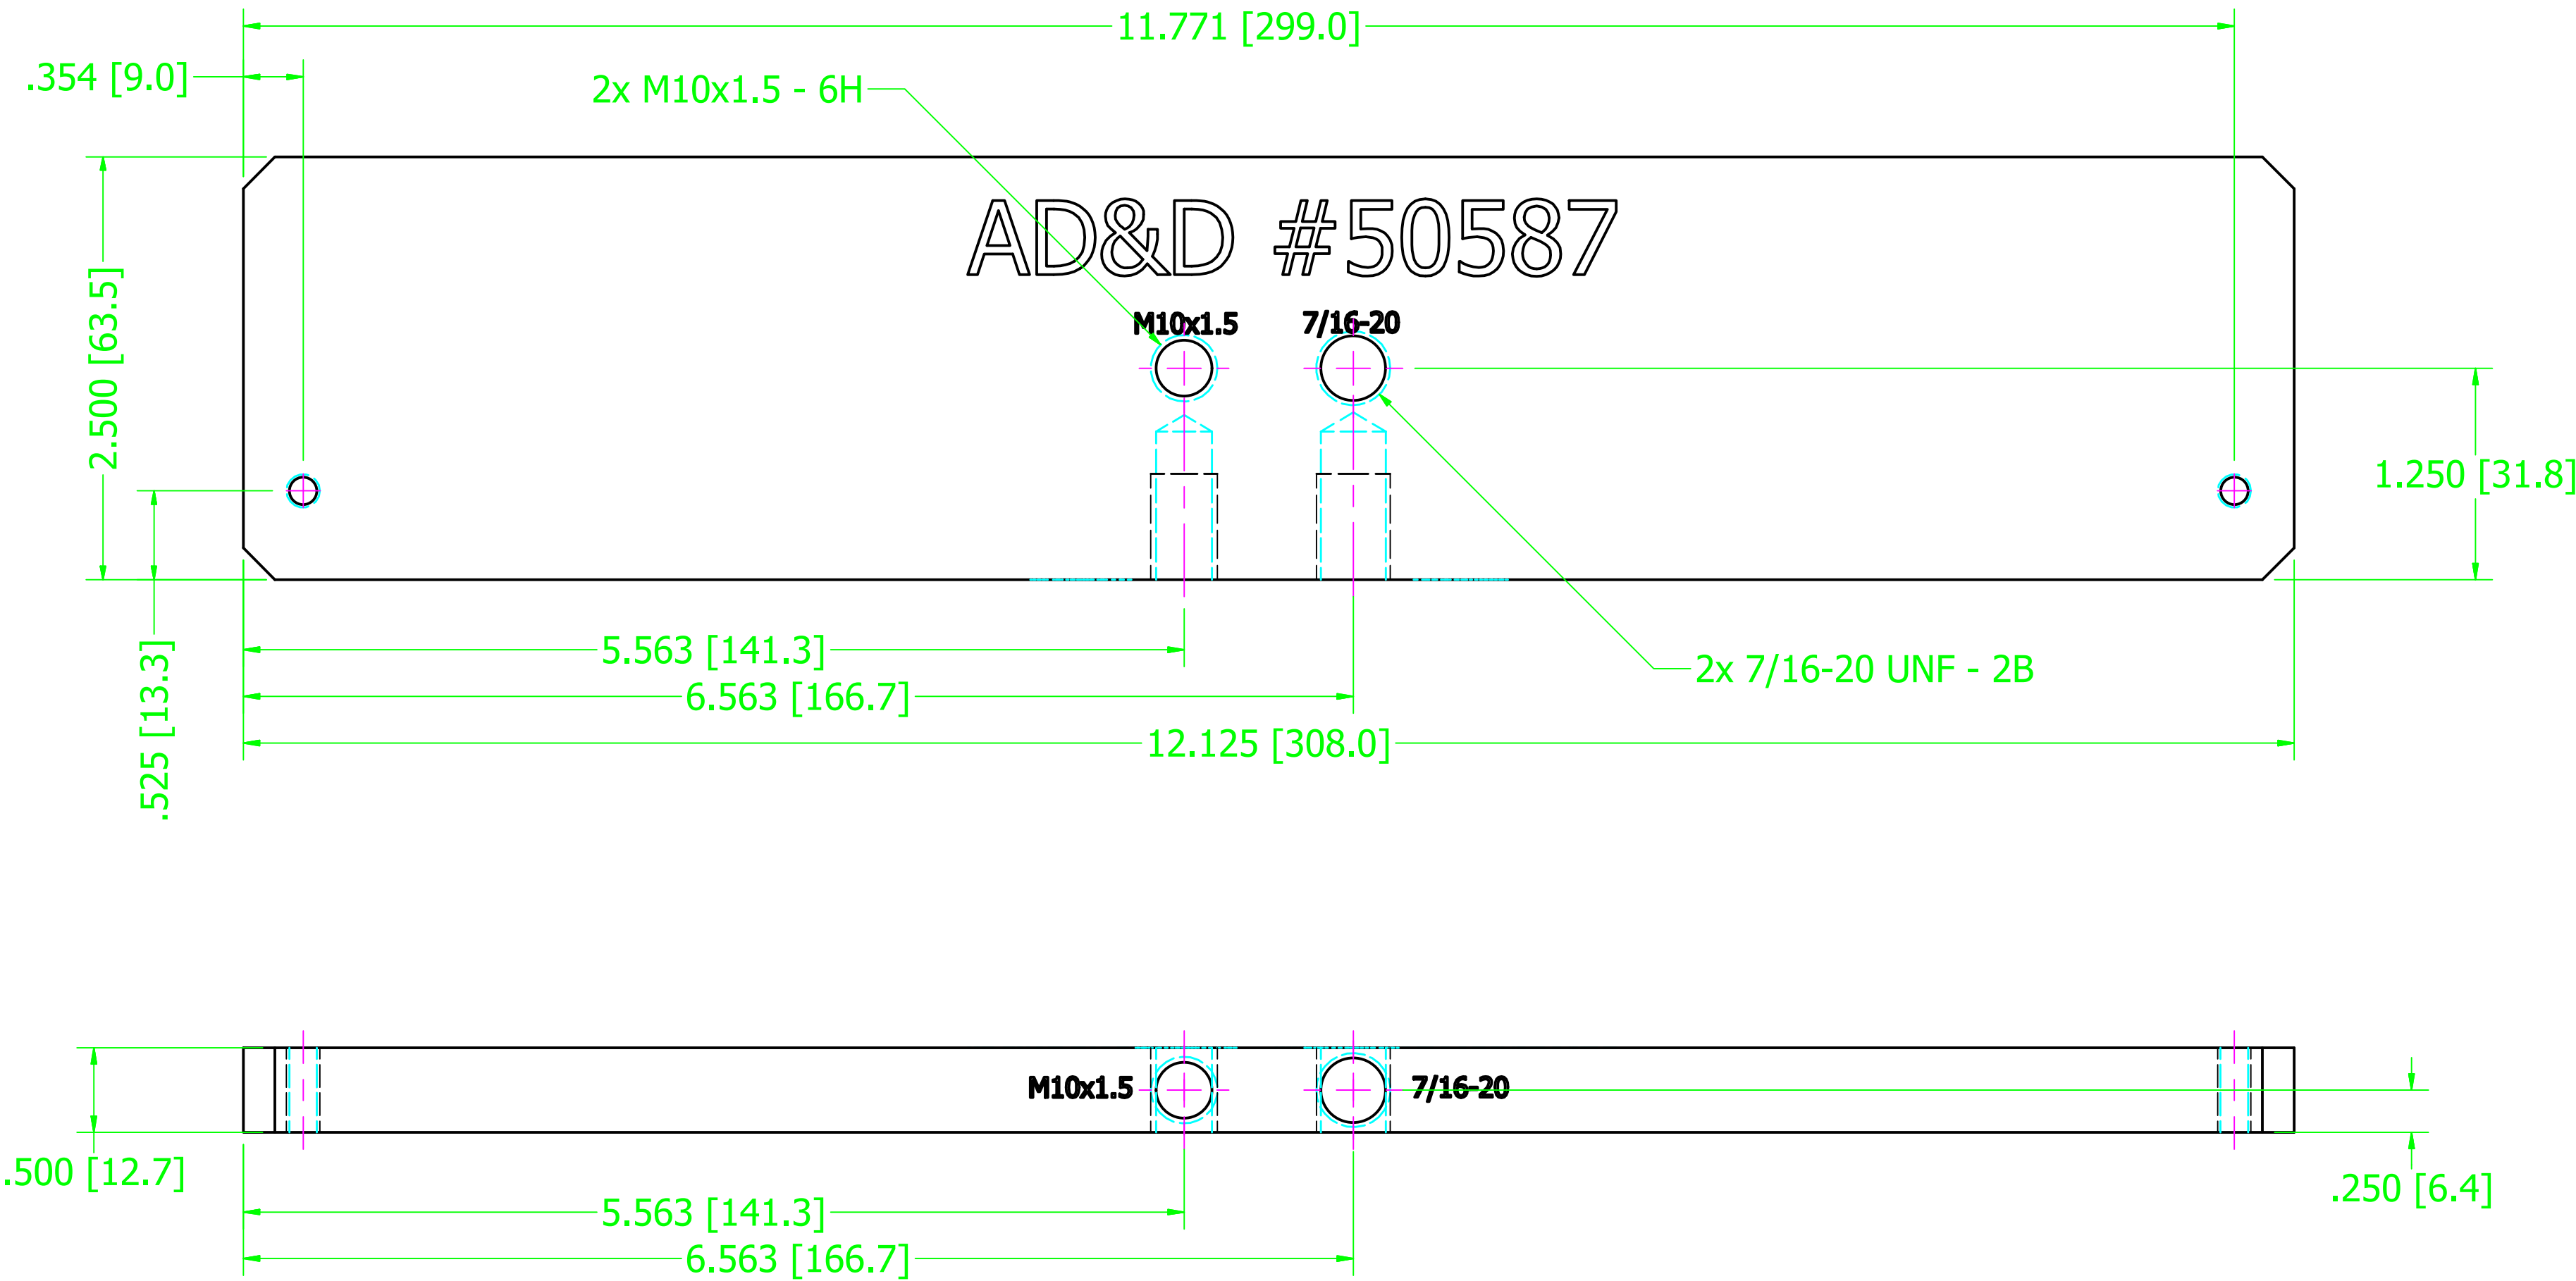 11.771 [299.0]
.354 [9.0]
2x M10x1.5 - 6H
AD&D #50587
M10x1.5
7/16-20
2.500 [63.5]
1.250 [31.8]
.525 [13.3]
5.563 [141.3]
2x 7/16-20 UNF - 2B
6.563 [166.7]
12.125 [308.0]
M10x1.5
7/16-20
.500 [12.7]
.250 [6.4]
5.563 [141.3]
6.563 [166.7]